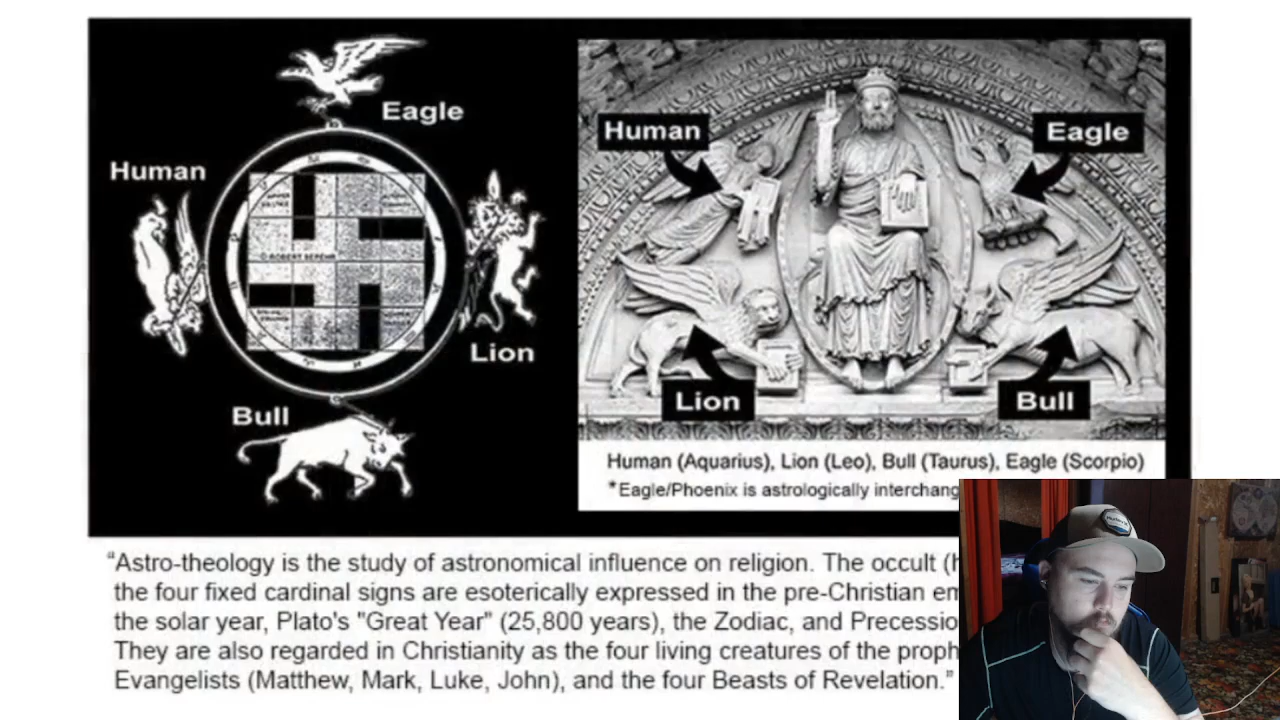 Eagle
Human
Lion
Bull
© ROBERT SEPEHR
Human
Eagle
Lion
Bull
Human (Aquarius), Lion (Leo), Bull (Taurus), Eagle (Scorpio)
*Eagle/Phoenix is astrologically interchang
“Astro-theology is the study of astronomical influence on religion. The occult (h
the four fixed cardinal signs are esoterically expressed in the pre-Christian em
the solar year, Plato's "Great Year" (25,800 years), the Zodiac, and Precessio
They are also regarded in Christianity as the four living creatures of the proph
Evangelists (Matthew, Mark, Luke, John), and the four Beasts of Revelation.”